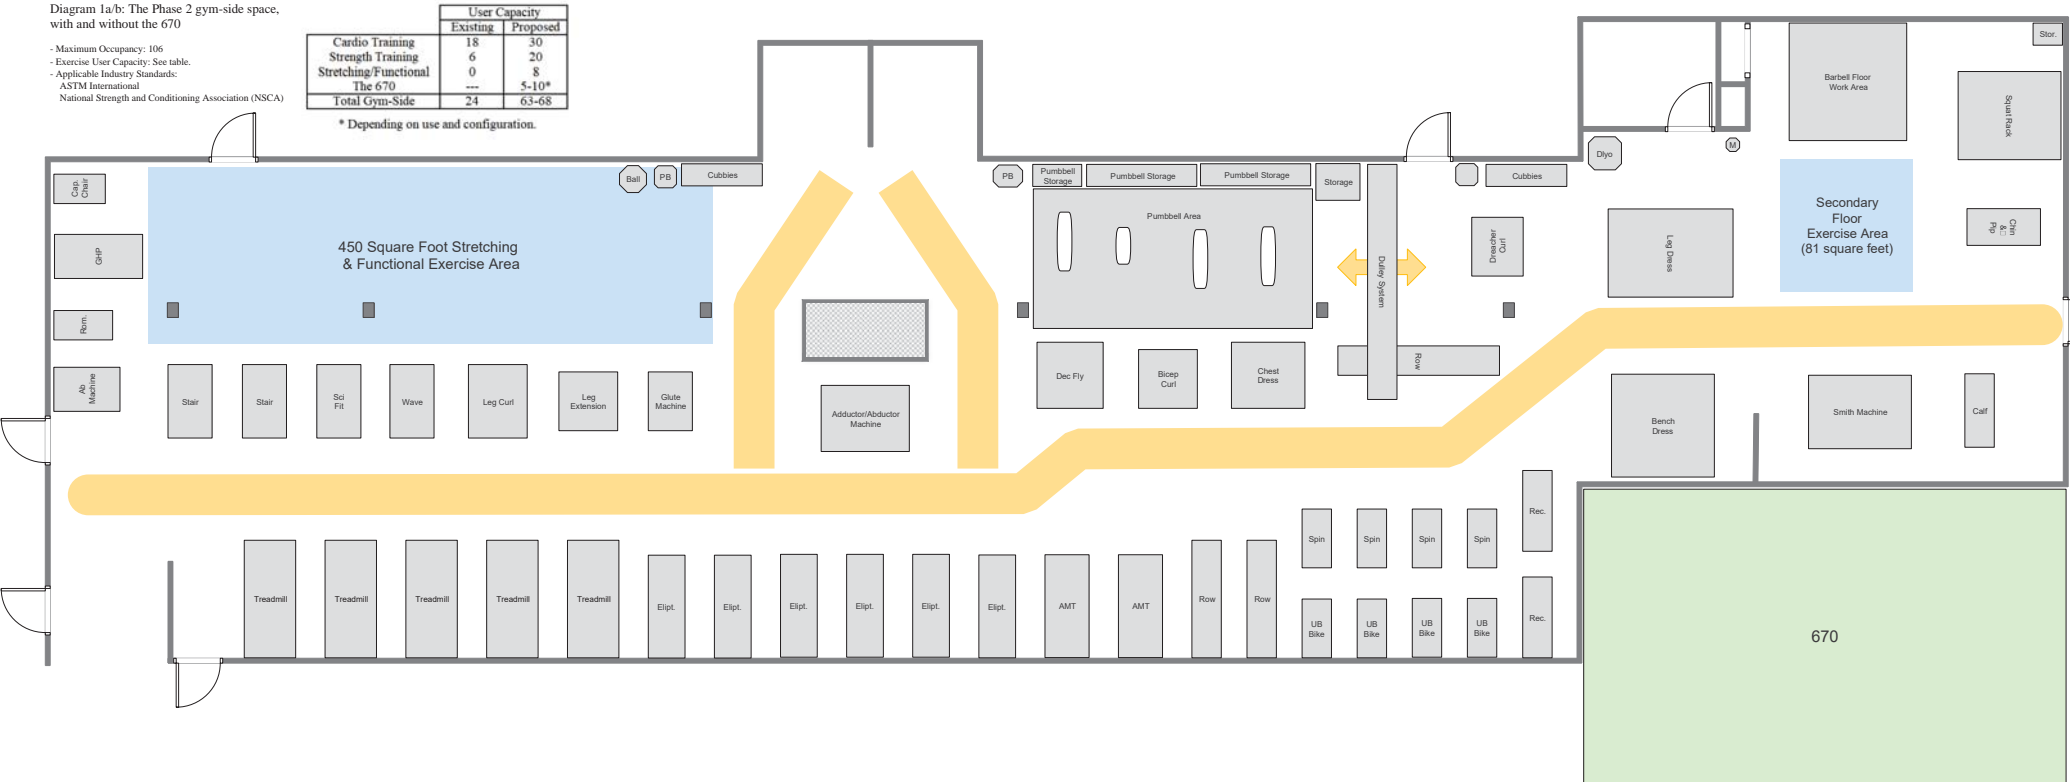 Diagram 1a/b: The Phase 2 gym-side space,
with and without the 670
- Maximum Occupancy: 106
- Exercise User Capacity: See table.
- Applicable Industry Standards:
ASTM International
National Strength and Conditioning Association (NSCA)
User Capacity
Existing Proposed
Cardio Training 18 30
Strength Training 6 20
Stretching/Functional 0 8
The 670 --- 5-10*
Total Gym-Side 24 63-68
* Depending on use and configuration.
Stor.
Barbell Floor
Work Area
Squat Rack
M
Dlyo
Cap.
Chair
Ball
PB
Cubbies
PB
Pumbbell
Storage
Pumbbell Storage
Pumbbell Storage
Storage
Cubbies
GHP
450 Square Foot Stretching
& Functional Exercise Area
Pumbbell Area
Dulley System
Dreacher
Curl
Leg Dress
Secondary
Floor
Exercise Area
(81 square feet)
Chin
&
Pip
Rom.
Ab
Machine
Stair
Stair
Sci
Fit
Wave
Leg Curl
Leg
Extension
Glute
Machine
Adductor/Abductor
Machine
Dec Fly
Bicep
Curl
Chest
Dress
Row
Bench
Dress
Smith Machine
Calf
Treadmill
Treadmill
Treadmill
Treadmill
Treadmill
Elipt.
Elipt.
Elipt.
Elipt.
Elipt.
Elipt.
AMT
AMT
Row
Row
Spin
Spin
Spin
Spin
Rec.
UB
Bike
UB
Bike
UB
Bike
UB
Bike
Rec.
670